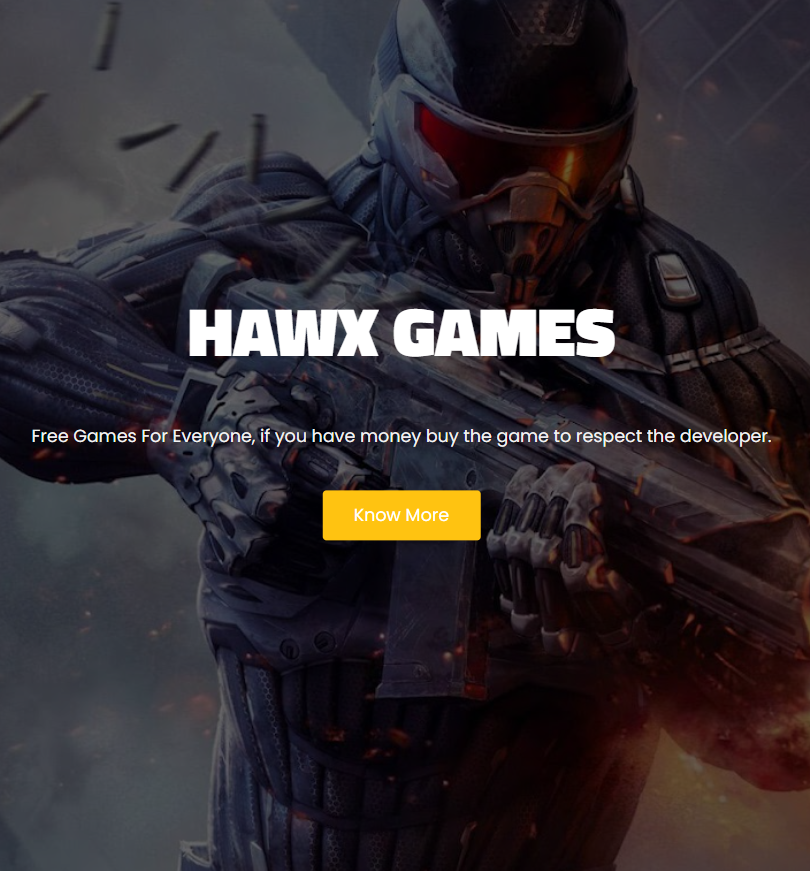 HAWX GAMES
Free Games For Everyone, if you have money buy the game to respect the developer.
Know More